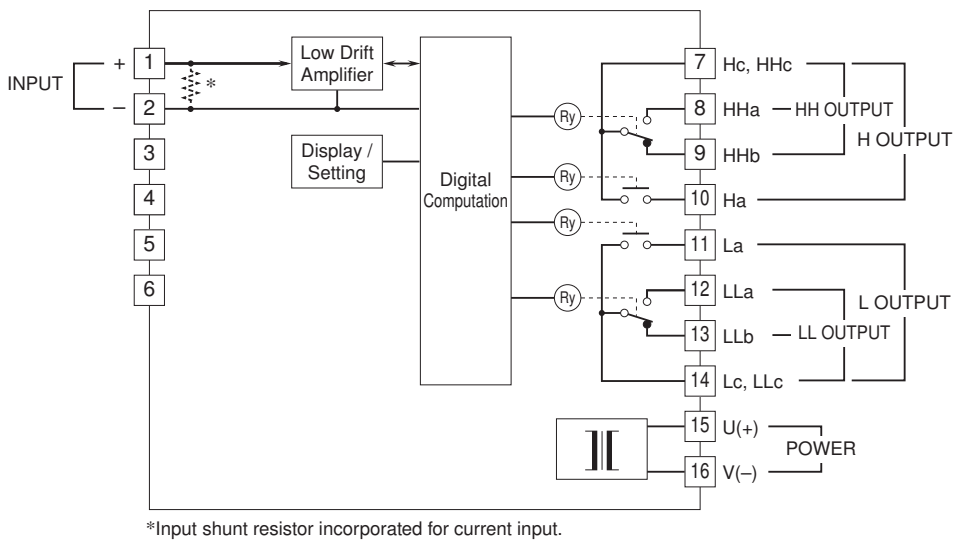 INPUT
+
−
1
2
3
4
5
6
*
Low Drift
Amplifier
Display /
Setting
Digital
Computation
Ry
Ry
Ry
Ry
7 Hc, HHc
8 HHa
9 HHb
10 Ha
HH OUTPUT
H OUTPUT
11 La
12 LLa
13 LLb
14 Lc, LLc
L OUTPUT
LL OUTPUT
15 U(+)
16 V(–)
POWER
*Input shunt resistor incorporated for current input.